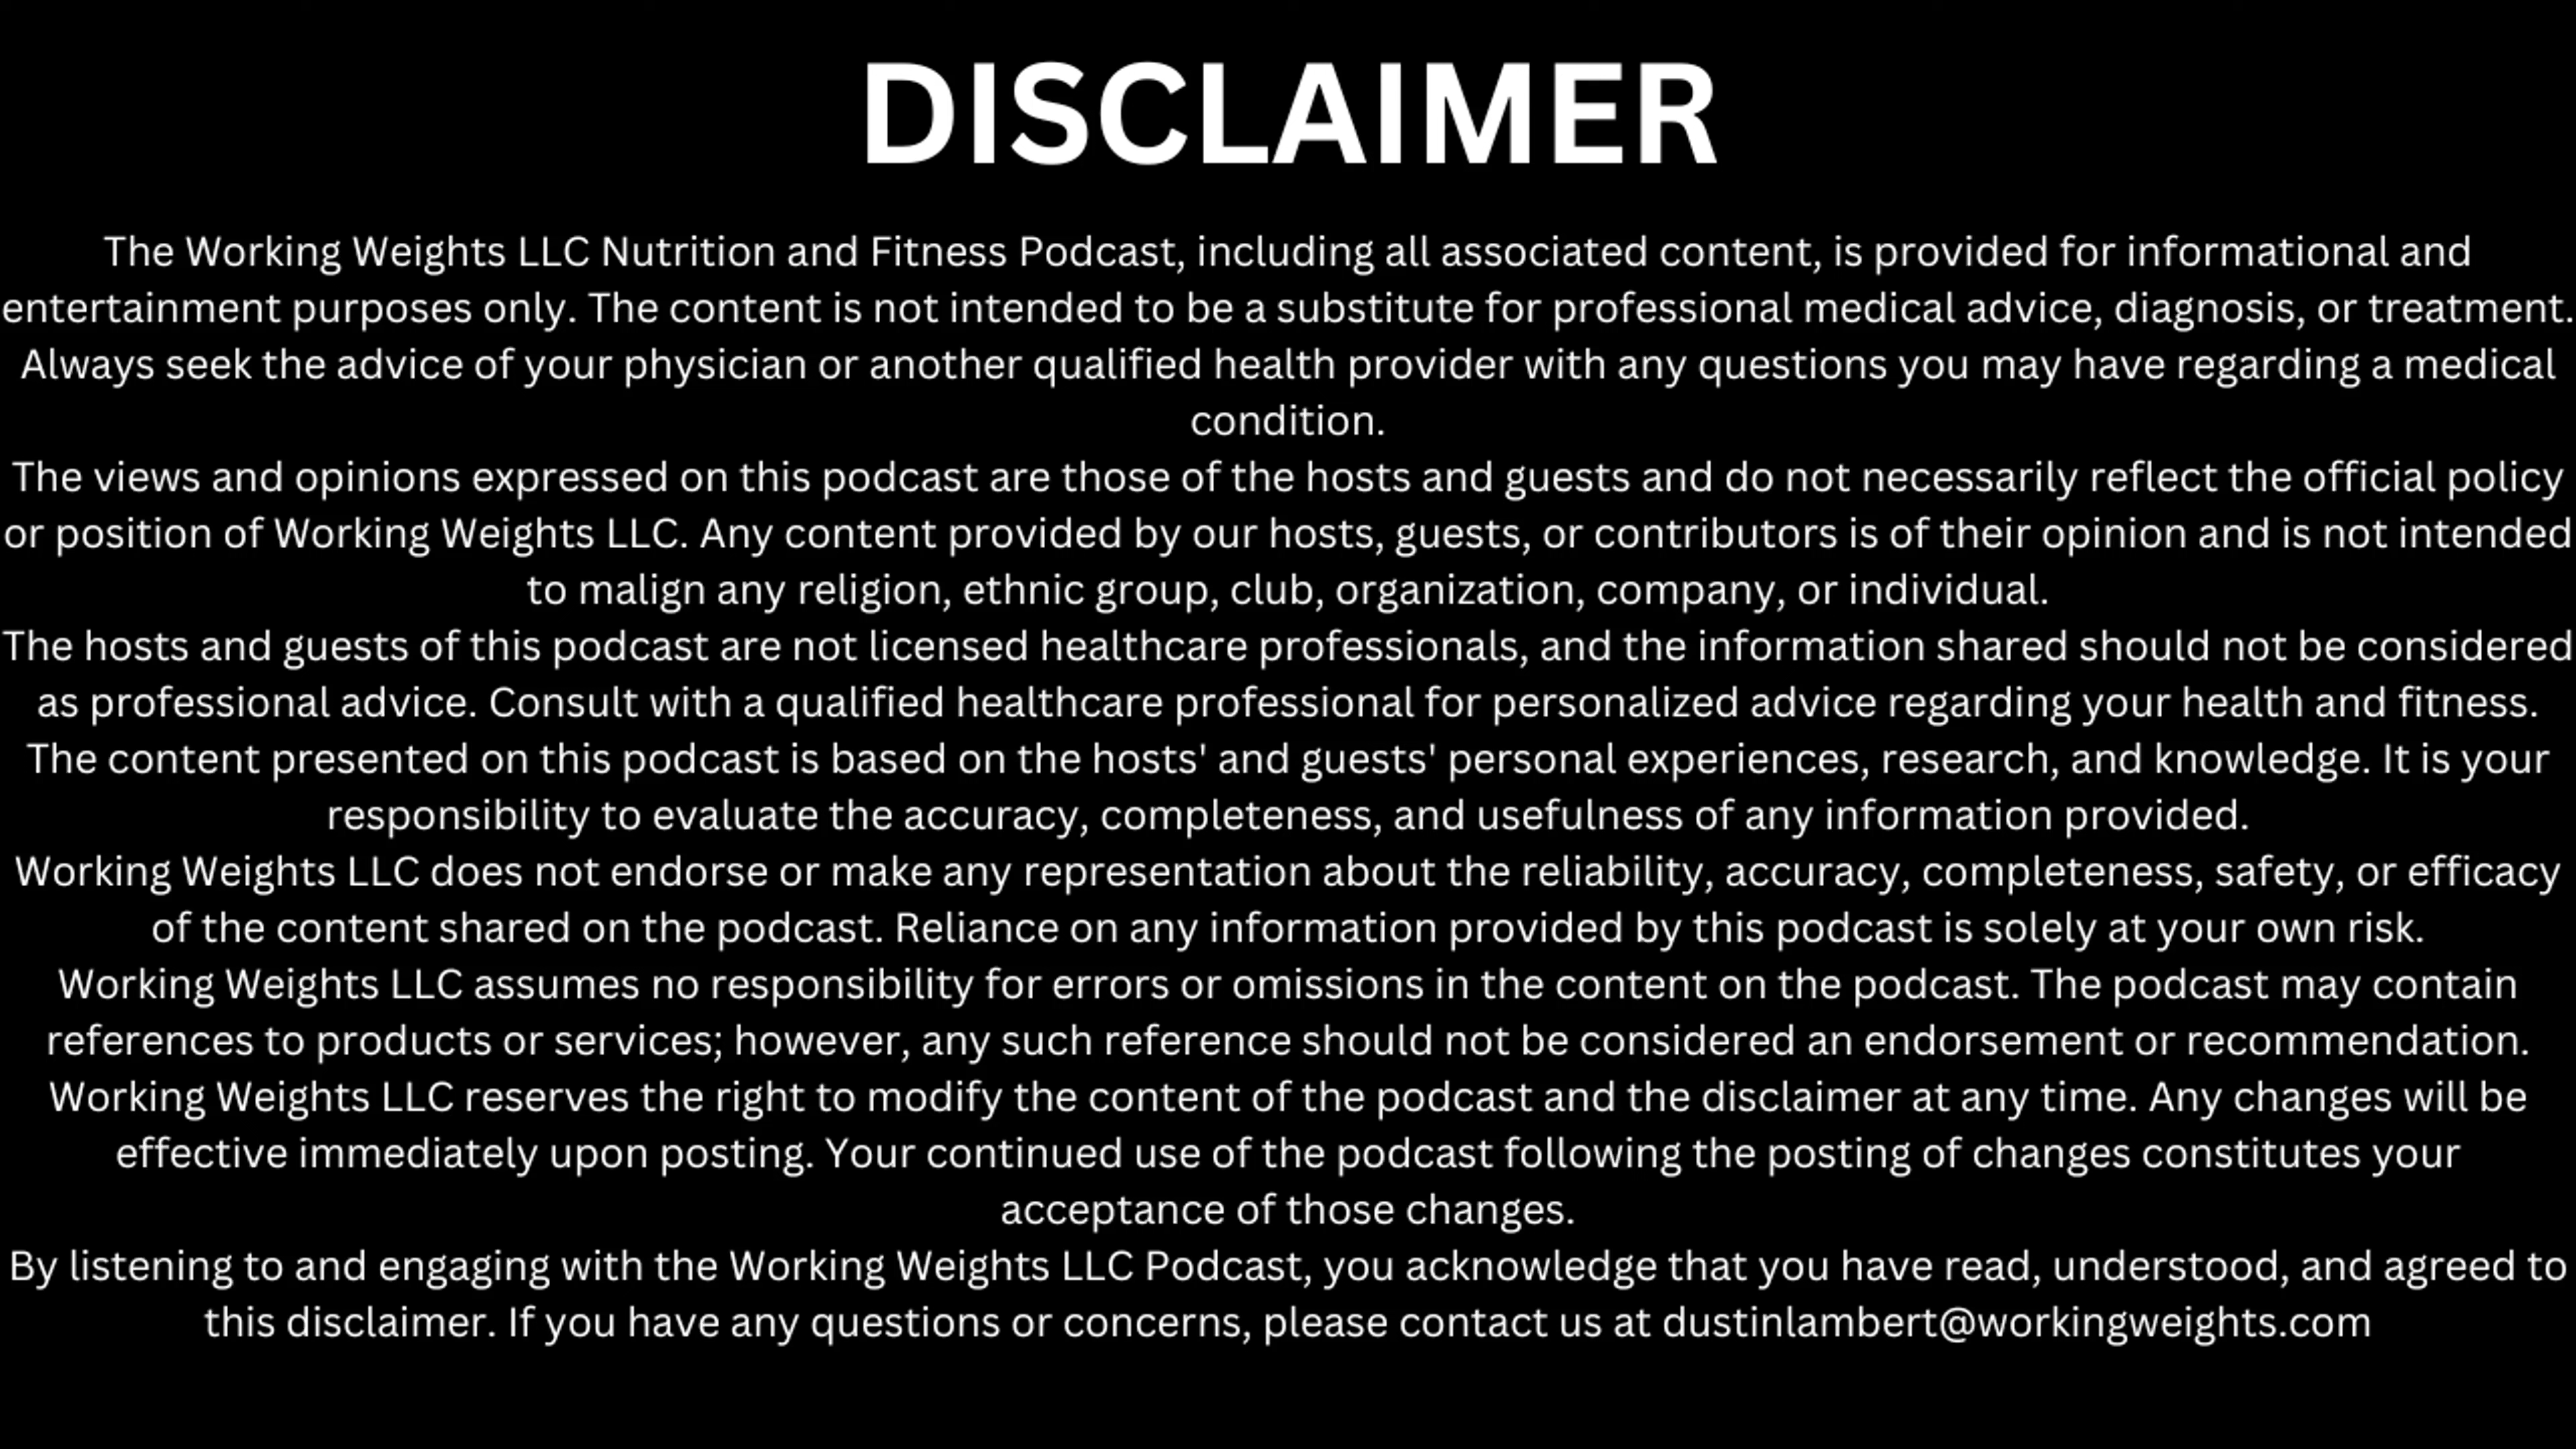 DISCLAIMER
The Working Weights LLC Nutrition and Fitness Podcast, including all associated content, is provided for informational and
entertainment purposes only. The content is not intended to be a substitute for professional medical advice, diagnosis, or treatment.
Always seek the advice of your physician or another qualified health provider with any questions you may have regarding a medical
condition.
The views and opinions expressed on this podcast are those of the hosts and guests and do not necessarily reflect the official policy
or position of Working Weights LLC. Any content provided by our hosts, guests, or contributors is of their opinion and is not intended
to malign any religion, ethnic group, club, organization, company, or individual.
The hosts and guests of this podcast are not licensed healthcare professionals, and the information shared should not be considered
as professional advice. Consult with a qualified healthcare professional for personalized advice regarding your health and fitness.
The content presented on this podcast is based on the hosts' and guests' personal experiences, research, and knowledge. It is your
responsibility to evaluate the accuracy, completeness, and usefulness of any information provided.
Working Weights LLC does not endorse or make any representation about the reliability, accuracy, completeness, safety, or efficacy
of the content shared on the podcast. Reliance on any information provided by this podcast is solely at your own risk.
Working Weights LLC assumes no responsibility for errors or omissions in the content on the podcast. The podcast may contain
references to products or services; however, any such reference should not be considered an endorsement or recommendation.
Working Weights LLC reserves the right to modify the content of the podcast and the disclaimer at any time. Any changes will be
effective immediately upon posting. Your continued use of the podcast following the posting of changes constitutes your
acceptance of those changes.
By listening to and engaging with the Working Weights LLC Podcast, you acknowledge that you have read, understood, and agreed to
this disclaimer. If you have any questions or concerns, please contact us at dustinlambert@workingweights.com